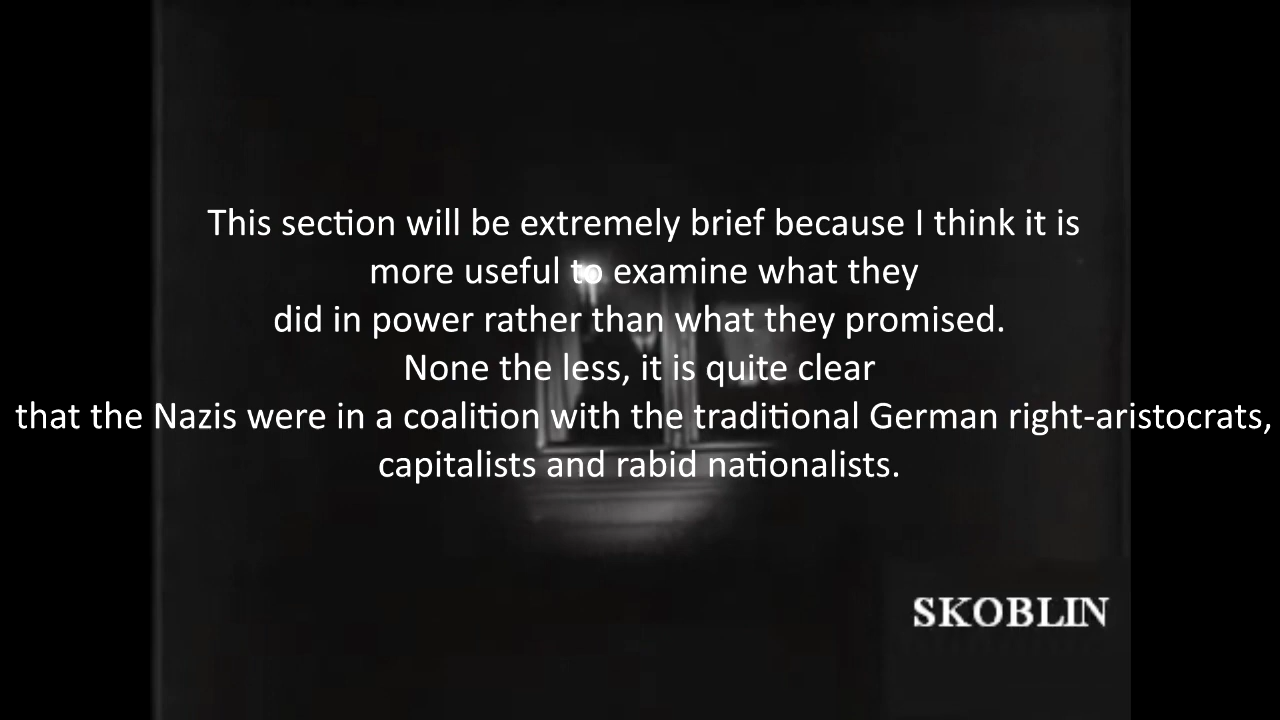 This section will be extremely brief because I think it is
more useful to examine what they
did in power rather than what they promised.
None the less, it is quite clear
that the Nazis were in a coalition with the traditional German right-aristocrats,
capitalists and rabid nationalists.
SKOBLIN